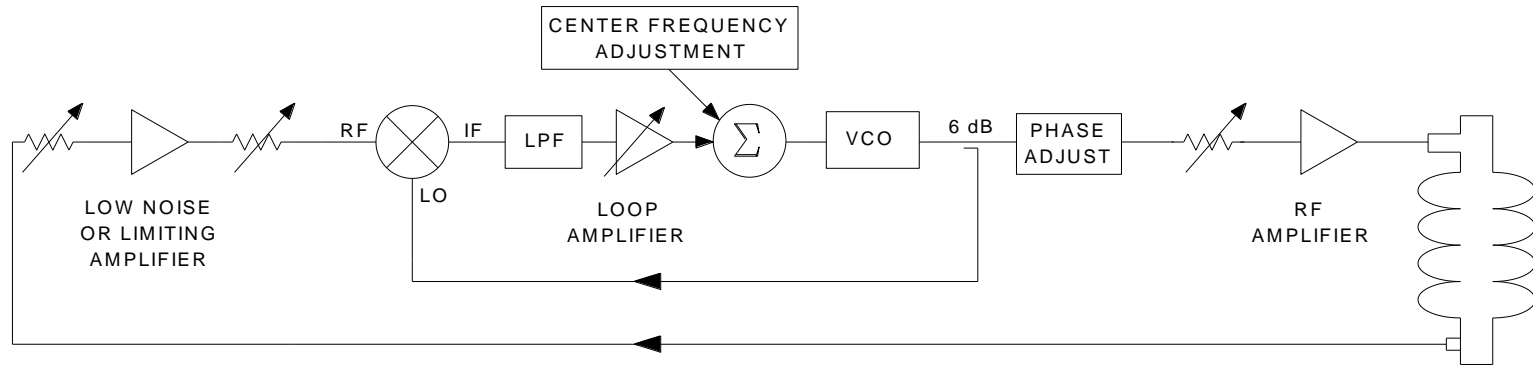 CENTER FREQUENCY
ADJUSTMENT
RF
IF
LPF
Σ
VCO
6 dB
PHASE
ADJUST
LO
LOW NOISE
OR LIMITING
AMPLIFIER
LOOP
AMPLIFIER
RF
AMPLIFIER